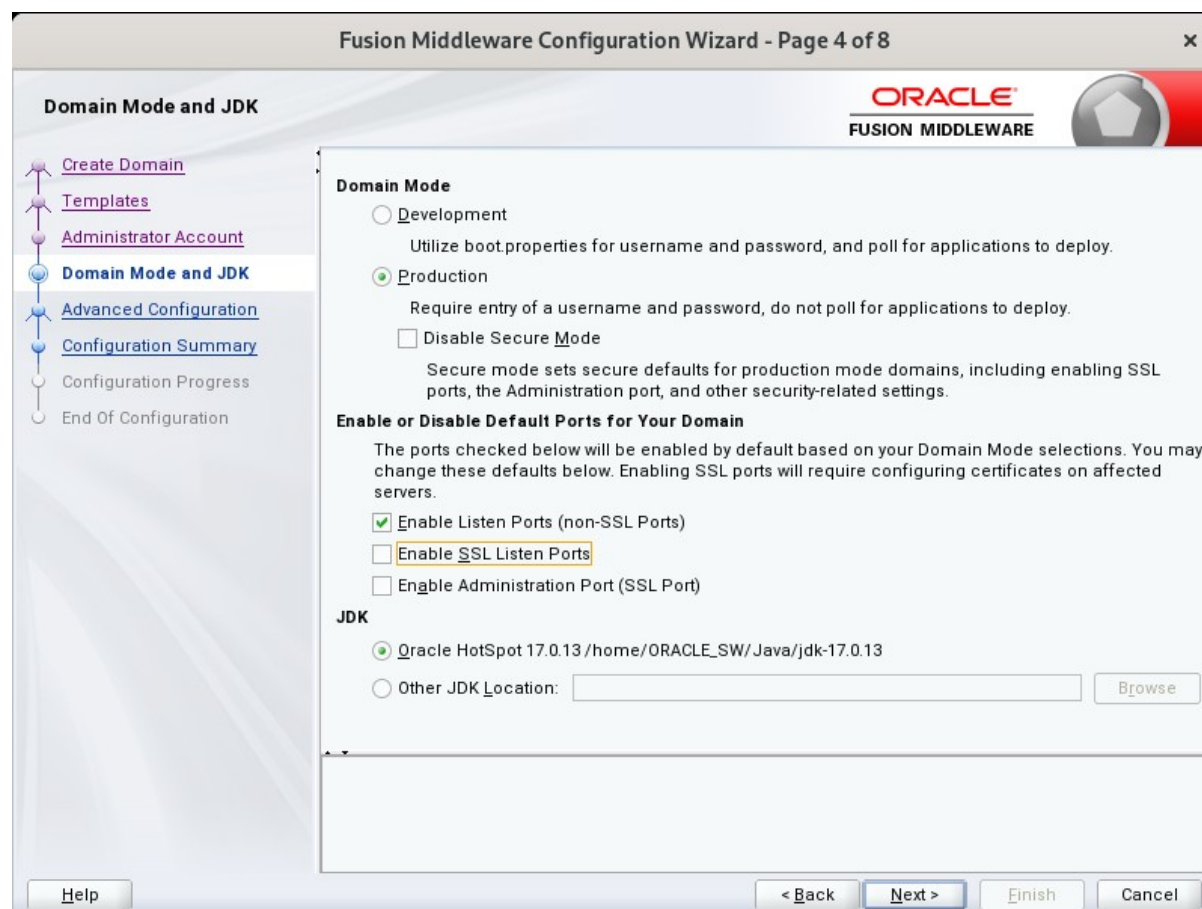 Fusion Middleware Configuration Wizard - Page 4 of 8
×
Domain Mode and JDK
ORACLE
FUSION MIDDLEWARE
Create Domain
Templates
Administrator Account
Domain Mode and JDK
Advanced Configuration
Configuration Summary
Configuration Progress
End Of Configuration
Domain Mode
Development
Utilize boot.properties for username and password, and poll for applications to deploy.
Production
Require entry of a username and password, do not poll for applications to deploy.
Disable Secure Mode
Secure mode sets secure defaults for production mode domains, including enabling SSL
ports, the Administration port, and other security-related settings.
Enable or Disable Default Ports for Your Domain
The ports checked below will be enabled by default based on your Domain Mode selections. You may
change these defaults below. Enabling SSL ports will require configuring certificates on affected
servers.
Enable Listen Ports (non-SSL Ports)
Enable SSL Listen Ports
Enable Administration Port (SSL Port)
JDK
Oracle HotSpot 17.0.13 /home/ORACLE_SW/Java/jdk-17.0.13
Other JDK Location:
Browse
Help
< Back
Next >
Finish
Cancel